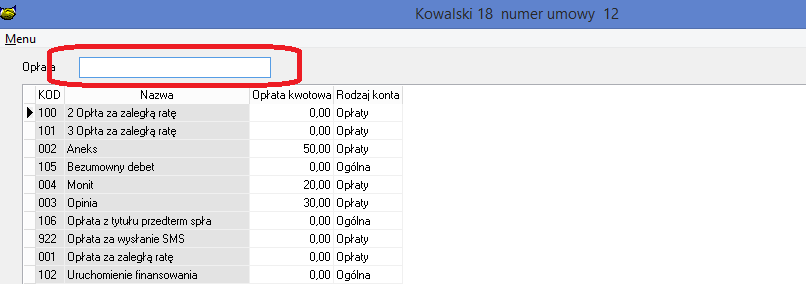 Kowalski 18 numer umowy 12
Menu
Opłata
KOD Nazwa Opłata kwotowa Rodzaj konta
100 2 Opłta za zaległą ratę 0,00 Opłaty
101 3 Opłta za zaległą ratę 0,00 Opłaty
002 Aneks 50,00 Opłaty
105 Bezumowny debet 0,00 Ogólna
004 Monit 20,00 Opłaty
003 Opinia 30,00 Opłaty
106 Opłata z tytułu przedterm spła 0,00 Ogólna
922 Opłata za wysłanie SMS 0,00 Opłaty
001 Opłata za zaległą ratę 0,00 Opłaty
102 Uruchomienie finansowania 0,00 Ogólna